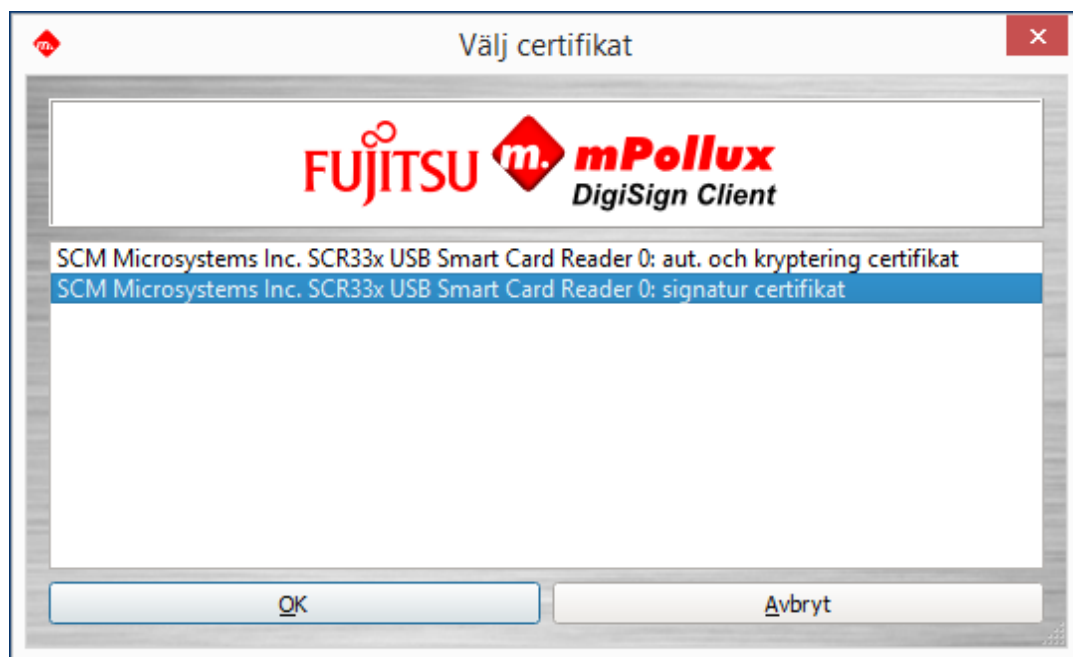 m.
Välj certifikat
FUJITSU m. mPollux
DigiSign Client
SCM Microsystems Inc. SCR33x USB Smart Card Reader 0: aut. och kryptering certifikat
SCM Microsystems Inc. SCR33x USB Smart Card Reader 0: signatur certifikat
OK
Avbryt